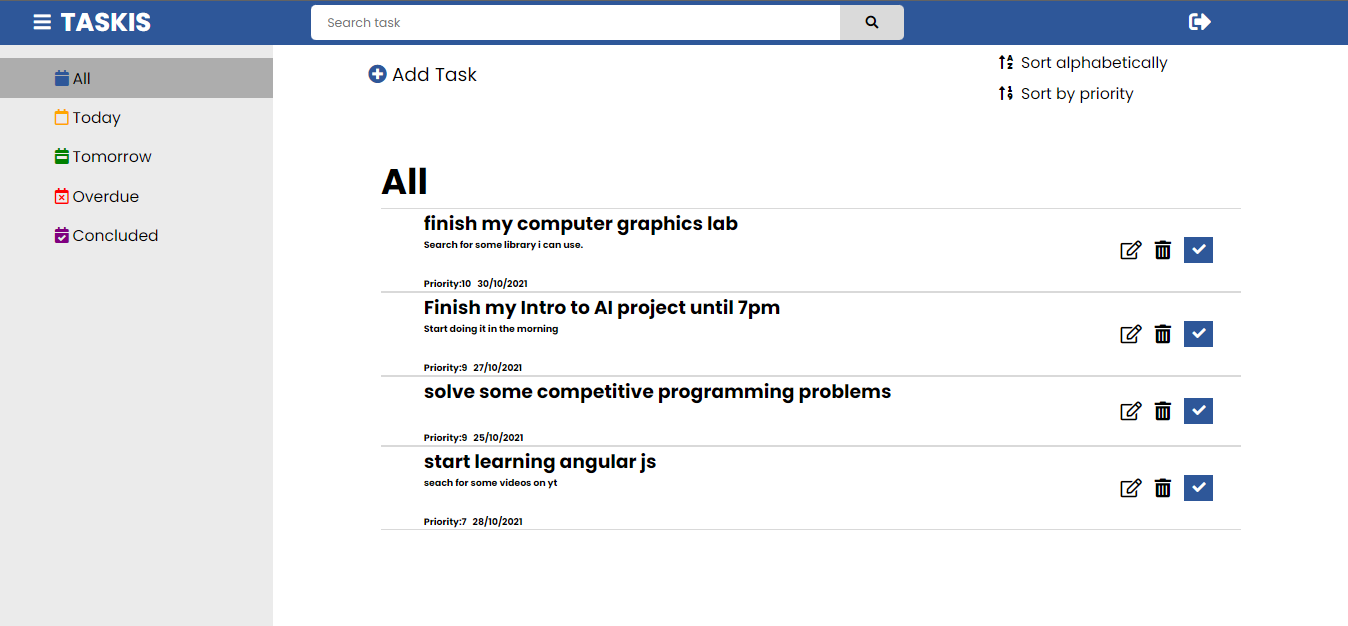 TASKIS
Search task
All
Today
Tomorrow
Overdue
Concluded
Add Task
Sort alphabetically
Sort by priority
All
finish my computer graphics lab
Search for some library i can use.
Priority:10 30/10/2021
Finish my Intro to AI project until 7pm
Start doing it in the morning
Priority:9 27/10/2021
solve some competitive programming problems
Priority:9 25/10/2021
start learning angular js
seach for some videos on yt
Priority:7 28/10/2021